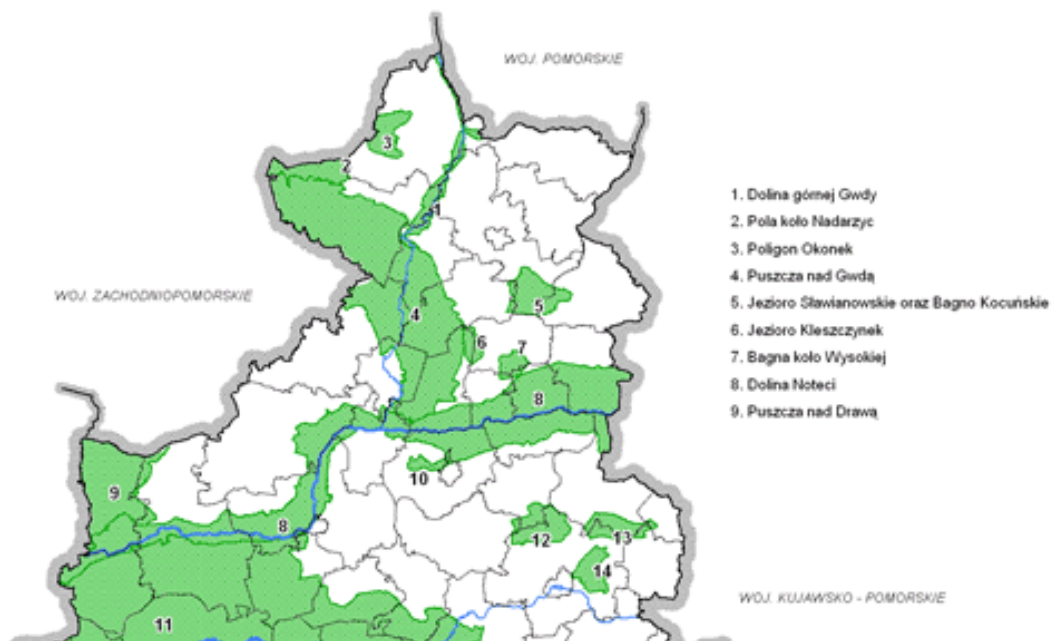 WOJ. POMORSKIE
3
2
1
1. Dolina górnej Gwdy
2. Pola koło Nadarzyc
3. Poligon Okonek
4. Puszcza nad Gwdą
5. Jezioro Sławianowskie oraz Bagno Kocuńskie
6. Jezioro Kleszczynek
7. Bagna koło Wysokiej
8. Dolina Noteci
9. Puszcza nad Drawą
WOJ. ZACHODNIOPOMORSKIE
5
4
6
7
8
10
9
8
12
13
14
WOJ. KUJAWSKO - POMORSKIE
11